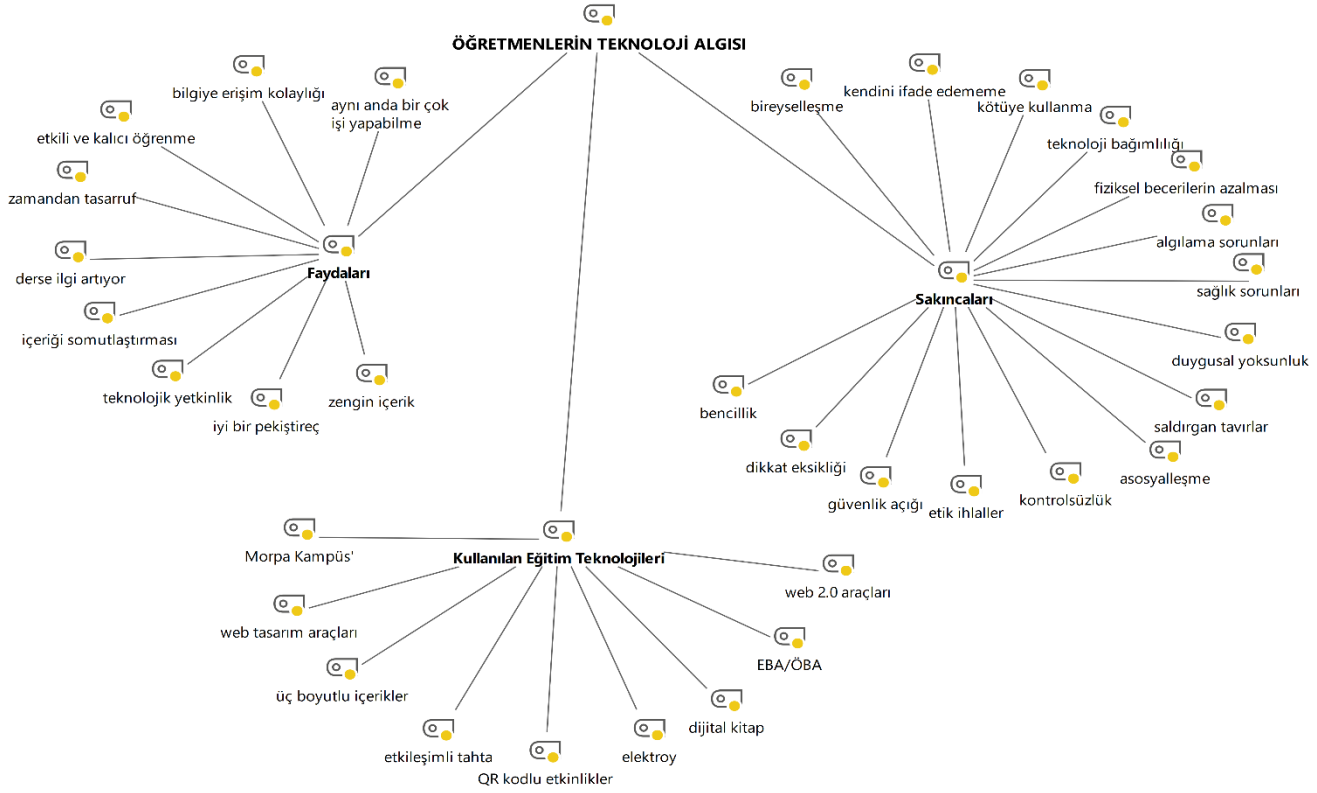 ÖĞRETMENLERİN TEKNOLOJİ ALGISI
bilgiye erişim kolaylığı
aynı anda bir çok
işi yapabilme
etkili ve kalıcı öğrenme
zamandan tasarruf
derse ilgi artıyor
içeriği somutlaştırması
teknolojik yetkinlik
iyi bir pekiştireç
zengin içerik
Faydaları
bireyselleşme
kendini ifade edememe
kötüye kullanma
teknoloji bağımlılığı
fiziksel becerilerin azalması
algılama sorunları
sağlık sorunları
duygusal yoksunluk
saldırgan tavırlar
asosyalleşme
kontrolsüzlük
etik ihlaller
güvenlik açığı
dikkat eksikliği
bencillik
Sakıncaları
Kullanılan Eğitim Teknolojileri
Morpa Kampüs'
web tasarım araçları
üç boyutlu içerikler
etkileşimli tahta
QR kodlu etkinlikler
elektroy
dijital kitap
EBA/ÖBA
web 2.0 araçları